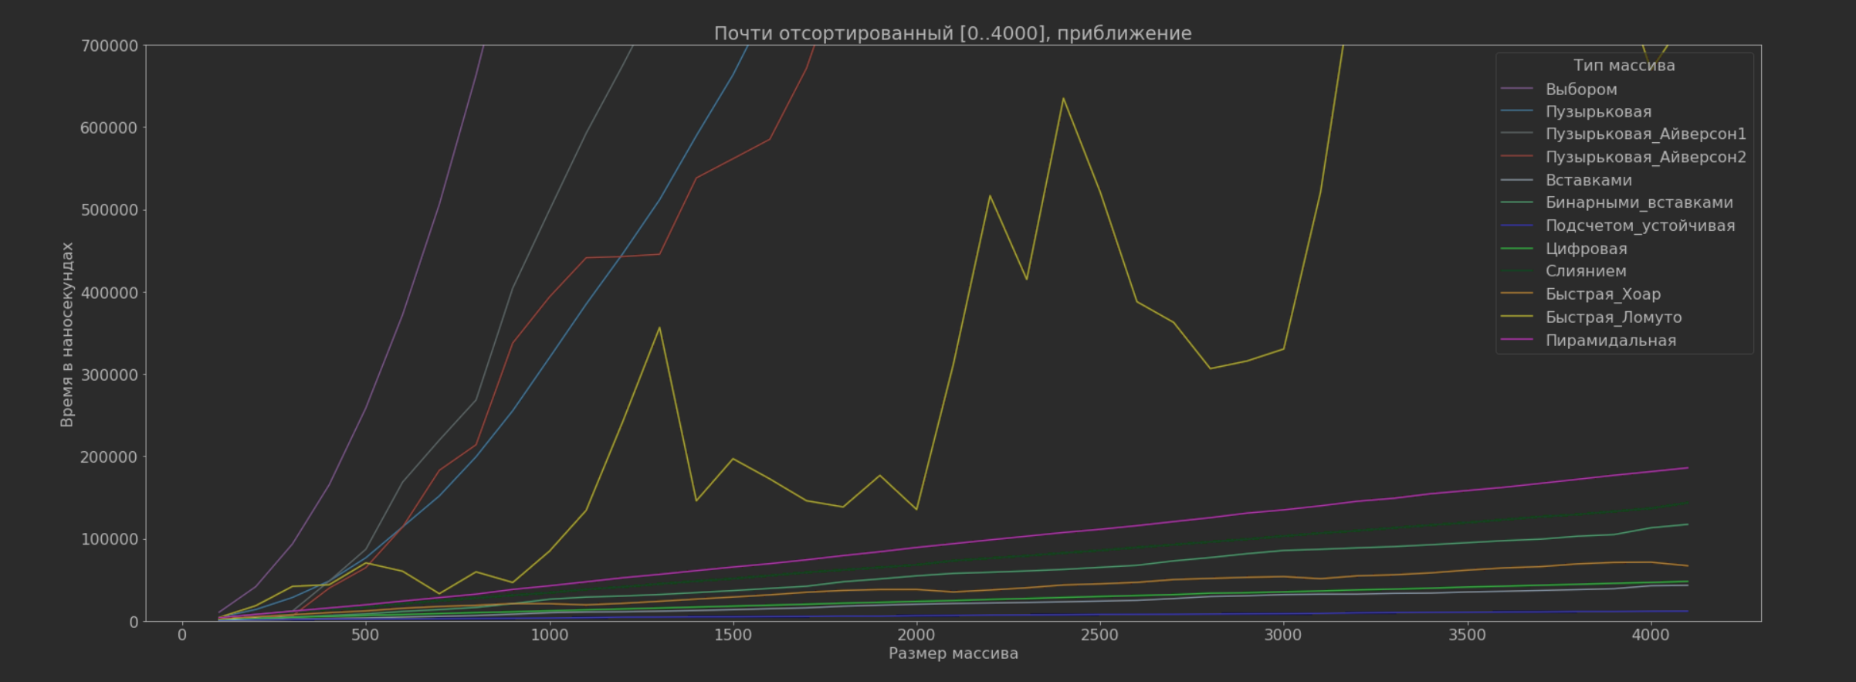 Почти отсортированный [0..4000], приближение
700000
600000
500000
400000
300000
200000
100000
0
Время в наносекундах
0 500 1000 1500 2000 2500 3000 3500 4000
Размер массива
Тип массива
Выбором
Пузырьковая
Пузырьковая_Айверсон1
Пузырьковая_Айверсон2
Вставками
Бинарными_вставками
Подсчетом_устойчивая
Цифровая
Слиянием
Быстрая_Хоар
Быстрая_Ломуто
Пирамидальная